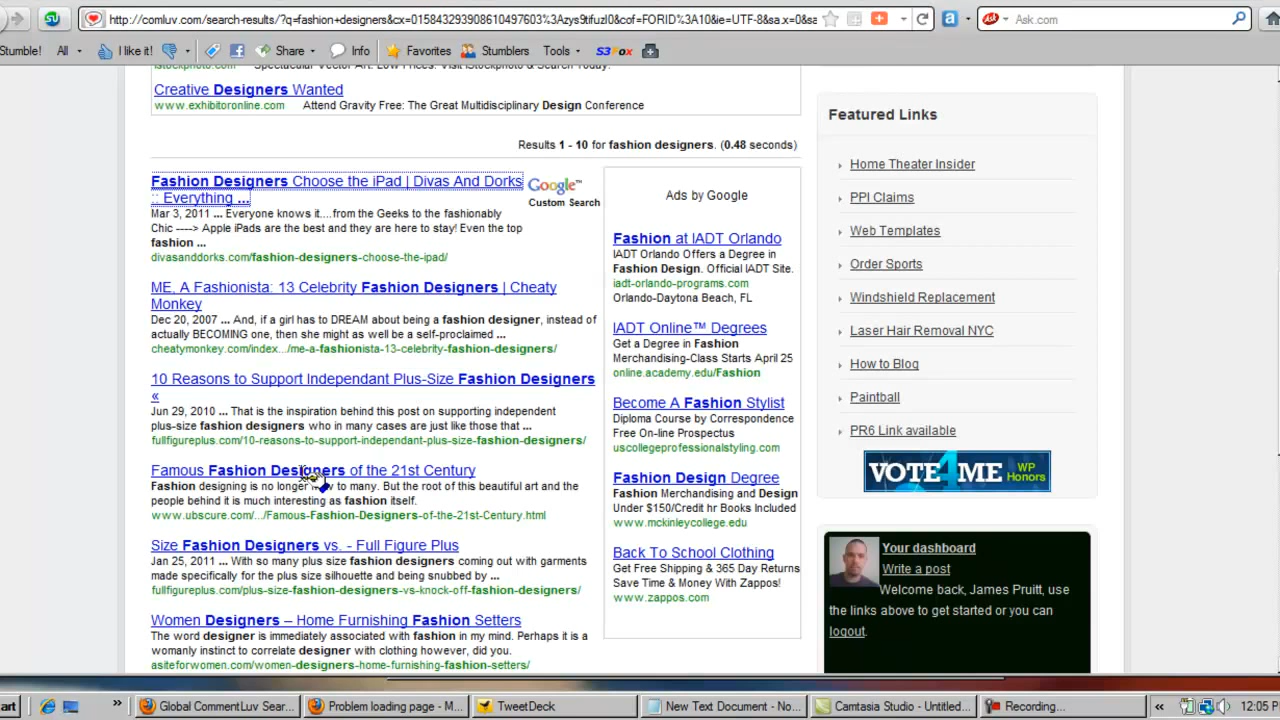 http://comluv.com/search-results/?q=fashion+designers&cx=015843293908610497603%3Azys9tifuzl0&cof=FORID%3A10&ie=UTF-8&sa.x=0&sa
Ask.com
Stumble! All I like it! Share Info Favorites Stumblers Tools S3Fox
istockphoto.com Spectacular Vector Art. Low Prices. Visit iStockphoto & Search Today.
Creative Designers Wanted
www.exhibitoronline.com Attend Gravity Free: The Great Multidisciplinary Design Conference
Results 1 - 10 for fashion designers. (0.48 seconds)
Fashion Designers Choose the iPad | Divas And Dorks
:: Everything ...
Google™
Custom Search
Mar 3, 2011 ... Everyone knows it....from the Geeks to the fashionably
Chic ----> Apple iPads are the best and they are here to stay! Even the top
fashion ...
divasanddorks.com/fashion-designers-choose-the-ipad/
ME, A Fashionista: 13 Celebrity Fashion Designers | Cheaty
Monkey
Dec 20, 2007 ... And, if a girl has to DREAM about being a fashion designer, instead of
actually BECOMING one, then she might as well be a self-proclaimed ...
cheatymonkey.com/index.../me-a-fashionista-13-celebrity-fashion-designers/
10 Reasons to Support Independant Plus-Size Fashion Designers
«
Jun 29, 2010 ... That is the inspiration behind this post on supporting independent
plus-size fashion designers who in many cases are just like those that ...
fullfigureplus.com/10-reasons-to-support-independant-plus-size-fashion-designers/
Famous Fashion Designers of the 21st Century
Fashion designing is no longer to many. But the root of this beautiful art and the
people behind it is much interesting as fashion itself.
www.ubscure.com/.../Famous-Fashion-Designers-of-the-21st-Century.html
Size Fashion Designers vs. - Full Figure Plus
Jan 25, 2011 ... With so many plus size fashion designers coming out with garments
made specifically for the plus size silhouette and being snubbed by ...
fullfigureplus.com/plus-size-fashion-designers-vs-knock-off-fashion-designers/
Women Designers – Home Furnishing Fashion Setters
The word designer is immediately associated with fashion in my mind. Perhaps it is a
womanly instinct to correlate designer with clothing however, did you.
asiteforwomen.com/women-designers-home-furnishing-fashion-setters/
Ads by Google
Fashion at IADT Orlando
IADT Orlando Offers a Degree in
Fashion Design. Official IADT Site.
iadt-orlando-programs.com
Orlando-Daytona Beach, FL
IADT Online™ Degrees
Get a Degree in Fashion
Merchandising-Class Starts April 25
online.academy.edu/Fashion
Become A Fashion Stylist
Diploma Course by Correspondence
Free On-line Prospectus
uscollegeprofessionalstyling.com
Fashion Design Degree
Fashion Merchandising and Design
Under $150/Credit hr Books Included
www.mckinleycollege.edu
Back To School Clothing
Get Free Shipping & 365 Day Returns
Save Time & Money With Zappos!
www.zappos.com
Featured Links
Home Theater Insider
PPI Claims
Web Templates
Order Sports
Windshield Replacement
Laser Hair Removal NYC
How to Blog
Paintball
PR6 Link available
VOTE4ME WP Honors
Your dashboard
Write a post
Welcome back, James Pruitt, use
the links above to get started or you can
logout.
art » Global CommentLuv Sear... Problem loading page - M... TweetDeck New Text Document - No... Camtasia Studio - Untitled... Recording... « 12:05 P